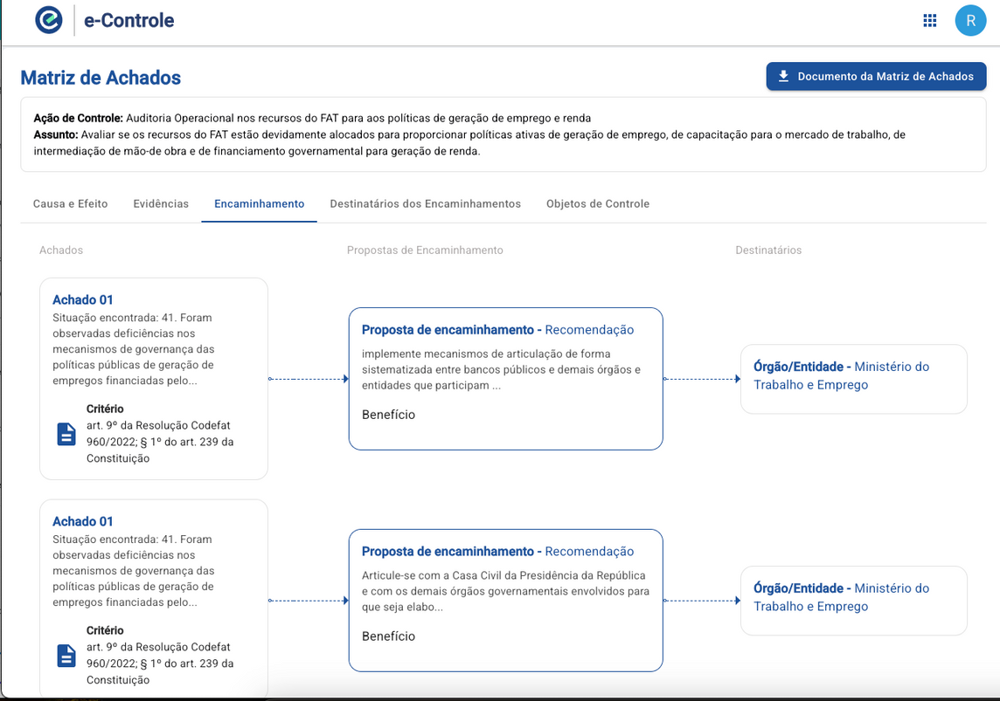 e-Controle
R
Matriz de Achados
Documento da Matriz de Achados
Ação de Controle: Auditoria Operacional nos recursos do FAT para aos políticas de geração de emprego e renda
Assunto: Avaliar se os recursos do FAT estão devidamente alocados para proporcionar políticas ativas de geração de emprego, de capacitação para o mercado de trabalho, de
intermediação de mão-de obra e de financiamento governamental para geração de renda.
Causa e Efeito
Evidências
Encaminhamento
Destinatários dos Encaminhamentos
Objetos de Controle
Achados
Propostas de Encaminhamento
Destinatários
Achado 01
Situação encontrada: 41. Foram
observadas deficiências nos
mecanismos de governança das
políticas públicas de geração de
empregos financiadas pelo...
Critério
art. 9º da Resolução Codefat
960/2022; § 1º do art. 239 da
Constituição
Proposta de encaminhamento - Recomendação
implemente mecanismos de articulação de forma
sistematizada entre bancos públicos e demais órgãos e
entidades que participam ...
Benefício
Órgão/Entidade - Ministério do
Trabalho e Emprego
Achado 01
Situação encontrada: 41. Foram
observadas deficiências nos
mecanismos de governança das
políticas públicas de geração de
empregos financiadas pelo...
Critério
art. 9º da Resolução Codefat
960/2022; § 1º do art. 239 da
Constituição
Proposta de encaminhamento - Recomendação
Articule-se com a Casa Civil da Presidência da República
e com os demais órgãos governamentais envolvidos para
que seja elabo...
Benefício
Órgão/Entidade - Ministério do
Trabalho e Emprego